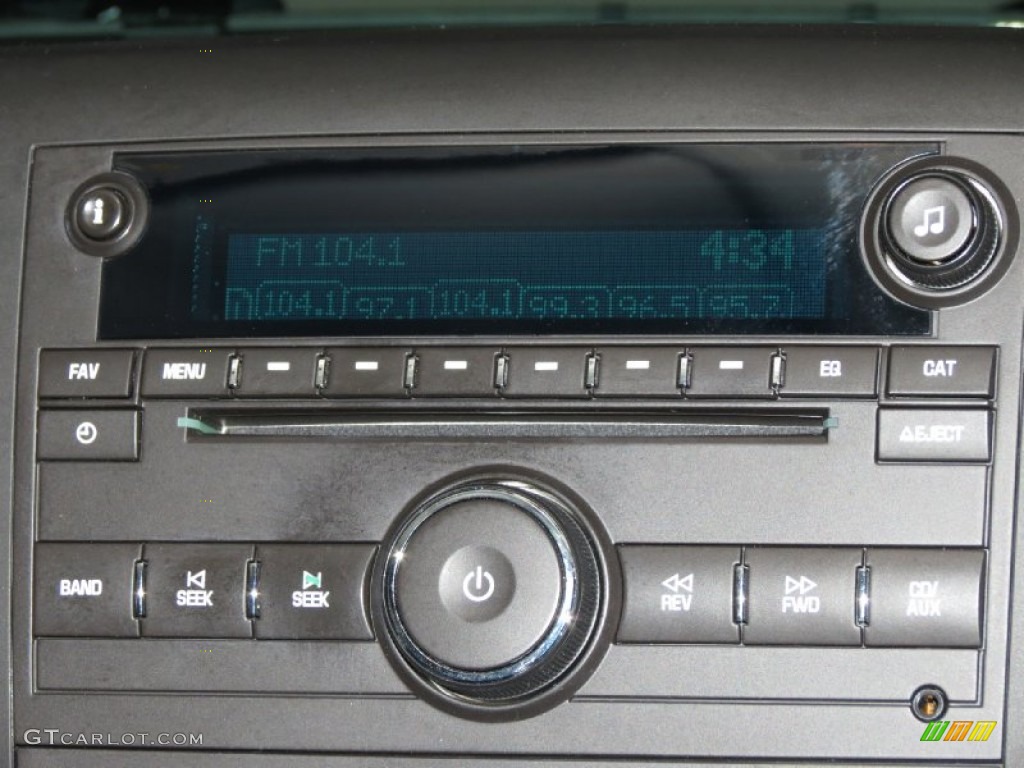 FM 104.1 4:34
104.1 97.1 104.1 99.3 96.5 95.7
FAV MENU EQ CAT
EJECT
BAND SEEK SEEK REV FWD CD/
AUX
GTCARLOT.COM